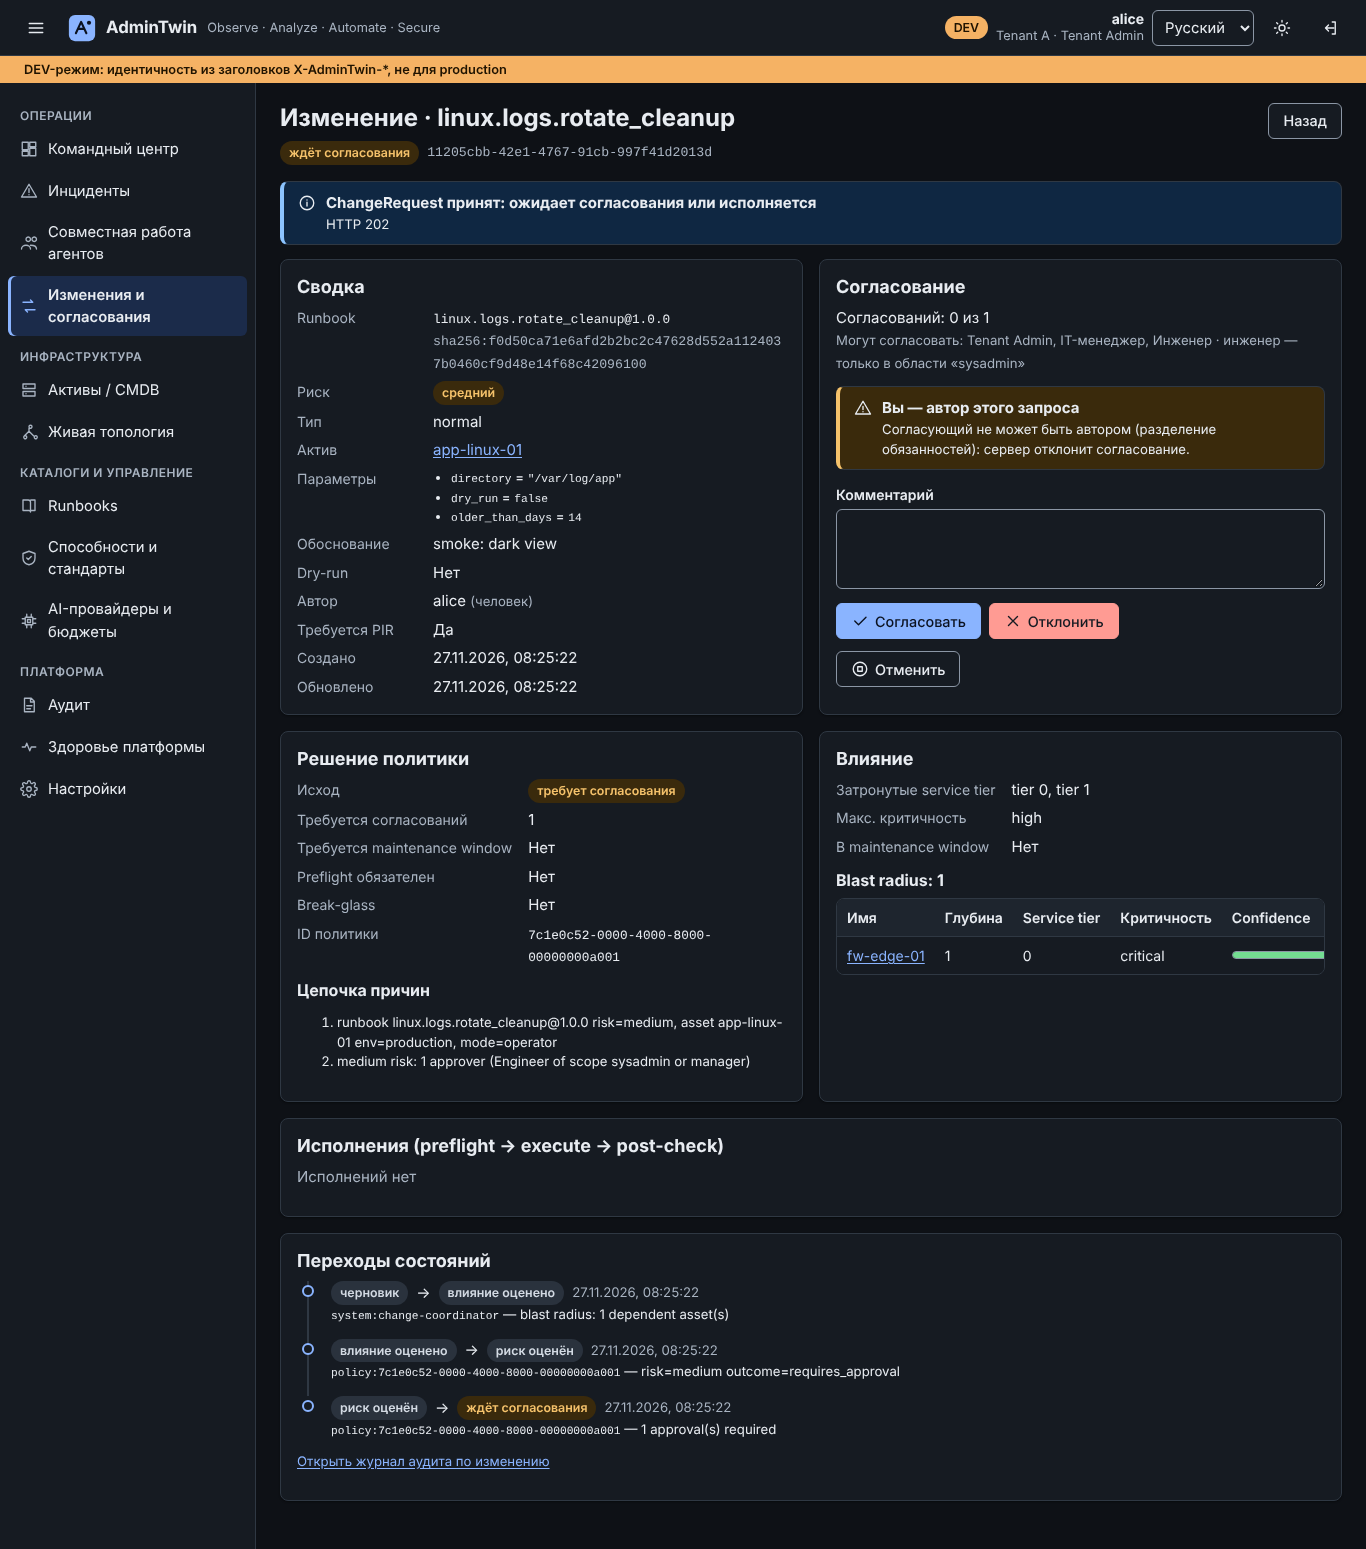 AdminTwin
Observe · Analyze · Automate · Secure
DEV
alice
Tenant A · Tenant Admin
Русский
DEV-режим: идентичность из заголовков X-AdminTwin-*, не для production
ОПЕРАЦИИ
Командный центр
Инциденты
Совместная работа
агентов
Изменения и
согласования
ИНФРАСТРУКТУРА
Активы / CMDB
Живая топология
КАТАЛОГИ И УПРАВЛЕНИЕ
Runbooks
Способности и
стандарты
AI-провайдеры и
бюджеты
ПЛАТФОРМА
Аудит
Здоровье платформы
Настройки
Изменение · linux.logs.rotate_cleanup
Назад
ждёт согласования 11205cbb-42e1-4767-91cb-997f41d2013d
ChangeRequest принят: ожидает согласования или исполняется
HTTP 202
Сводка
Runbook linux.logs.rotate_cleanup@1.0.0
sha256:f0d50ca71e6afd2b2bc2c47628d552a112403
7b0460cf9d48e14f68c42096100
Риск средний
Тип normal
Актив app-linux-01
Параметры • directory = "/var/log/app"
• dry_run = false
• older_than_days = 14
Обоснование smoke: dark view
Dry-run Нет
Автор alice (человек)
Требуется PIR Да
Создано 27.11.2026, 08:25:22
Обновлено 27.11.2026, 08:25:22
Согласование
Согласований: 0 из 1
Могут согласовать: Tenant Admin, IT-менеджер, Инженер · инженер —
только в области «sysadmin»
Вы — автор этого запроса
Согласующий не может быть автором (разделение
обязанностей): сервер отклонит согласование.
Комментарий
Согласовать Отклонить
Отменить
Решение политики
Исход требует согласования
Требуется согласований 1
Требуется maintenance window Нет
Preflight обязателен Нет
Break-glass Нет
ID политики 7c1e0c52-0000-4000-8000-
00000000a001
Цепочка причин
1. runbook linux.logs.rotate_cleanup@1.0.0 risk=medium, asset app-linux-
01 env=production, mode=operator
2. medium risk: 1 approver (Engineer of scope sysadmin or manager)
Влияние
Затронутые service tier tier 0, tier 1
Макс. критичность high
В maintenance window Нет
Blast radius: 1
Имя Глубина Service tier Критичность Confidence
fw-edge-01 1 0 critical
Исполнения (preflight → execute → post-check)
Исполнений нет
Переходы состояний
черновик → влияние оценено 27.11.2026, 08:25:22
system:change-coordinator — blast radius: 1 dependent asset(s)
влияние оценено → риск оценён 27.11.2026, 08:25:22
policy:7c1e0c52-0000-4000-8000-00000000a001 — risk=medium outcome=requires_approval
риск оценён → ждёт согласования 27.11.2026, 08:25:22
policy:7c1e0c52-0000-4000-8000-00000000a001 — 1 approval(s) required
Открыть журнал аудита по изменению